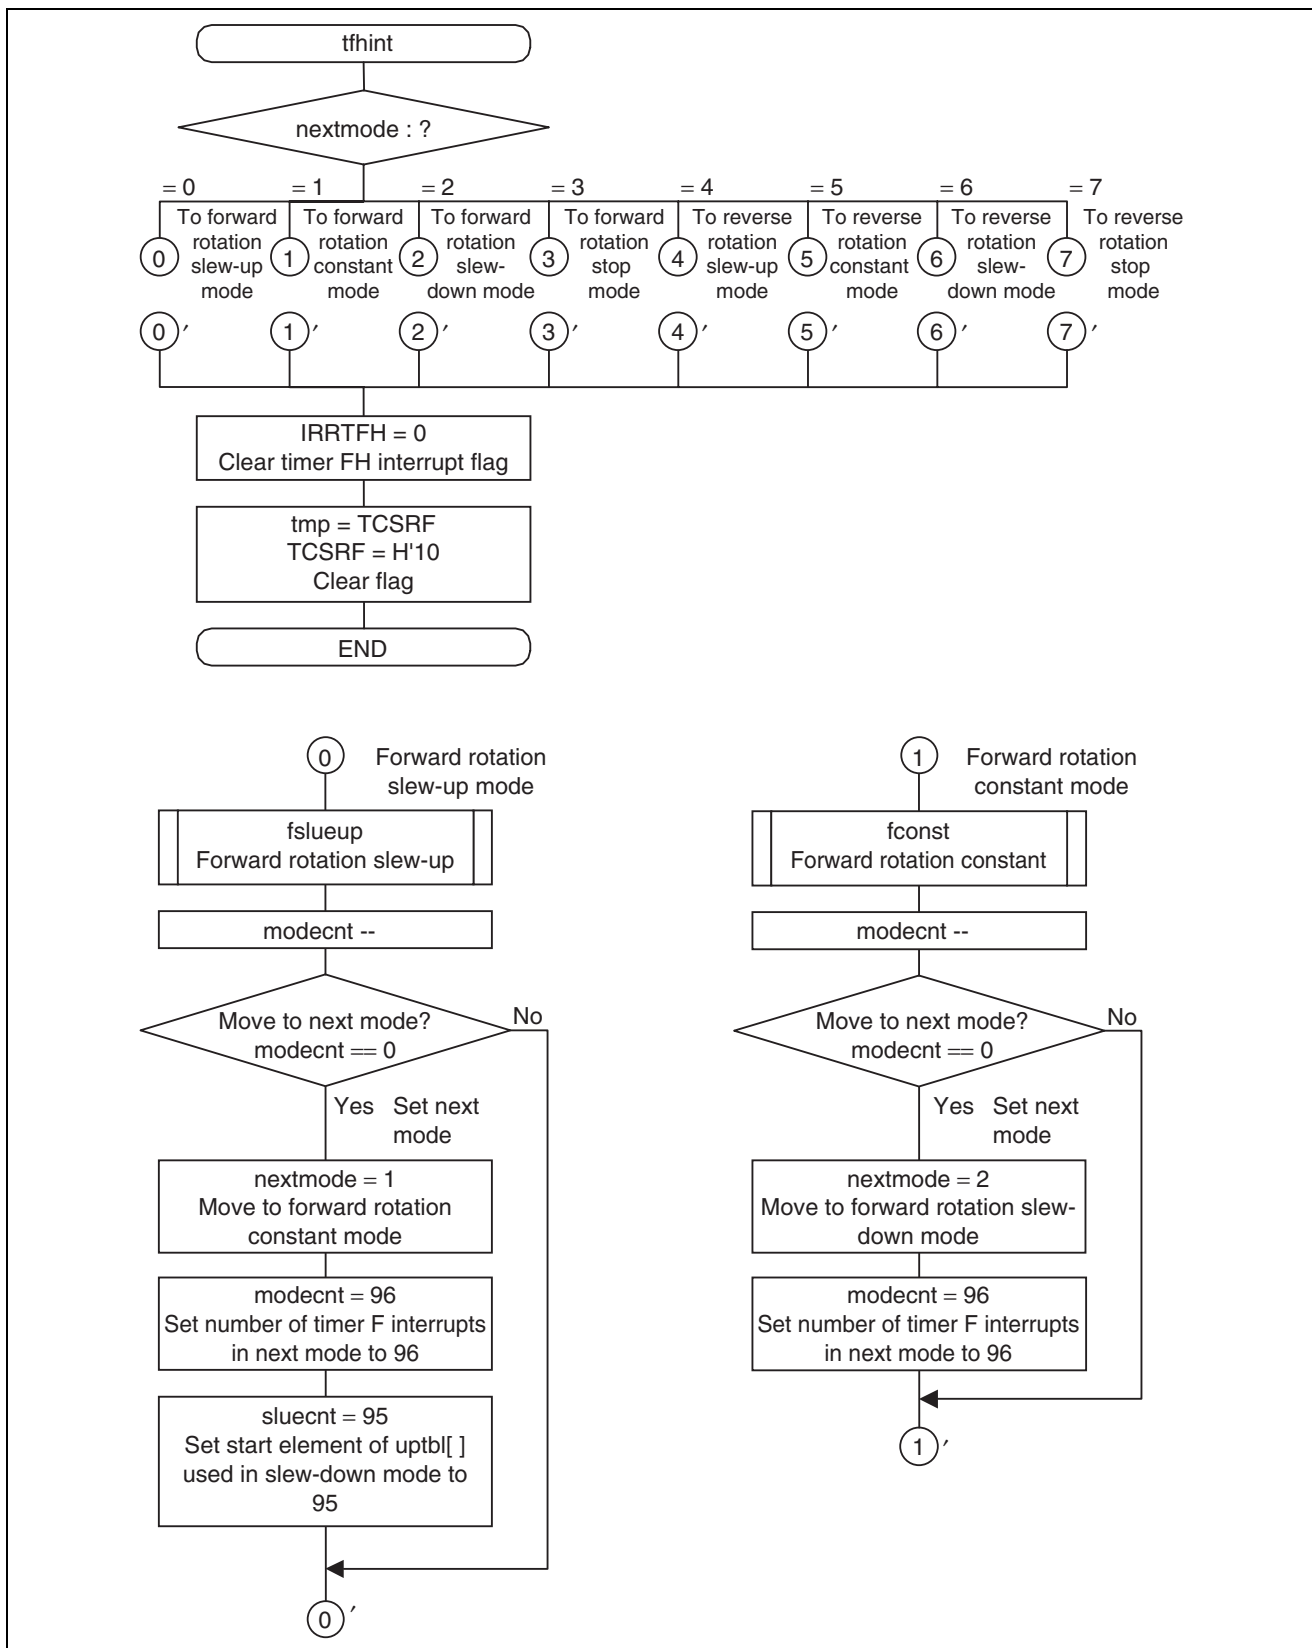 tfhint
nextmode : ?
= 0
= 1
= 2
= 3
= 4
= 5
= 6
= 7
To forward
rotation
slew-up
mode
To forward
rotation
constant
mode
To forward
rotation
slew-
down mode
To forward
rotation
stop
mode
To reverse
rotation
slew-up
mode
To reverse
rotation
constant
mode
To reverse
rotation
slew-
down mode
To reverse
rotation
stop
mode
0
1
2
3
4
5
6
7
0 ′
1 ′
2 ′
3 ′
4 ′
5 ′
6 ′
7 ′
IRRTFH = 0
Clear timer FH interrupt flag
tmp = TCSRF
TCSRF = H'10
Clear flag
END
0
Forward rotation
slew-up mode
fslueup
Forward rotation slew-up
modecnt --
Move to next mode?
modecnt == 0
No
Yes Set next
mode
nextmode = 1
Move to forward rotation
constant mode
modecnt = 96
Set number of timer F interrupts
in next mode to 96
sluecnt = 95
Set start element of uptbl[ ]
used in slew-down mode to
95
0 ′
1
Forward rotation
constant mode
fconst
Forward rotation constant
modecnt --
Move to next mode?
modecnt == 0
No
Yes Set next
mode
nextmode = 2
Move to forward rotation slew-
down mode
modecnt = 96
Set number of timer F interrupts
in next mode to 96
1 ′